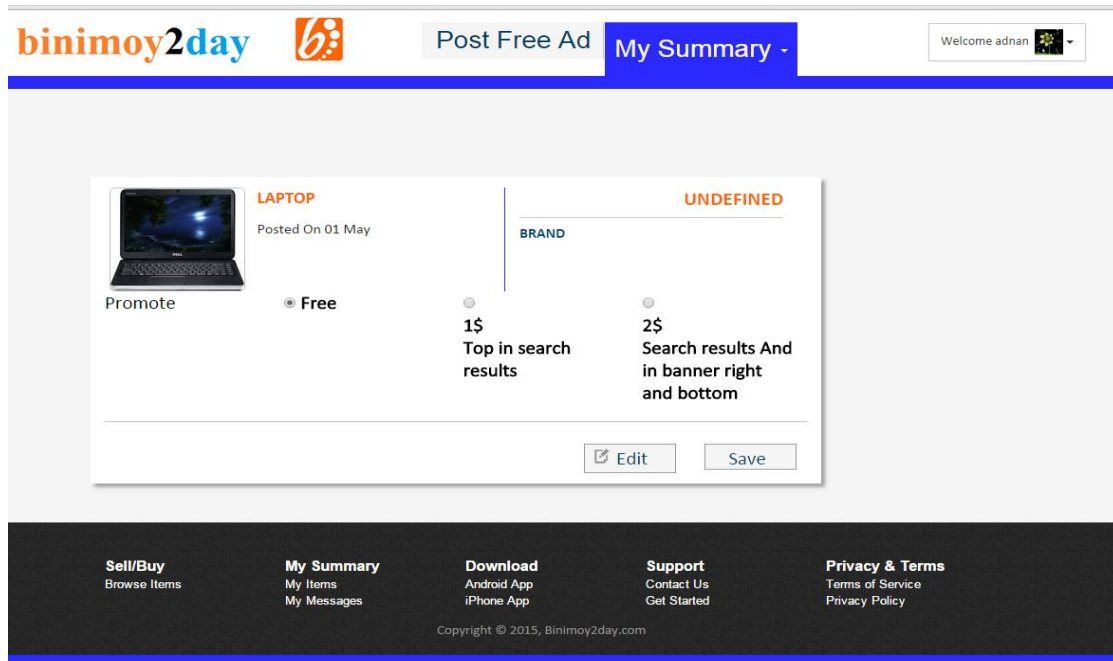 binimoy2day
b:
Post Free Ad
My Summary
Welcome adnan
LAPTOP
Posted On 01 May
UNDEFINED
BRAND
Promote
Free
1$
Top in search
results
2$
Search results And
in banner right
and bottom
Edit
Save
Sell/Buy
Browse Items
My Summary
My Items
My Messages
Download
Android App
iPhone App
Support
Contact Us
Get Started
Privacy & Terms
Terms of Service
Privacy Policy
Copyright © 2015, Binimoy2day.com